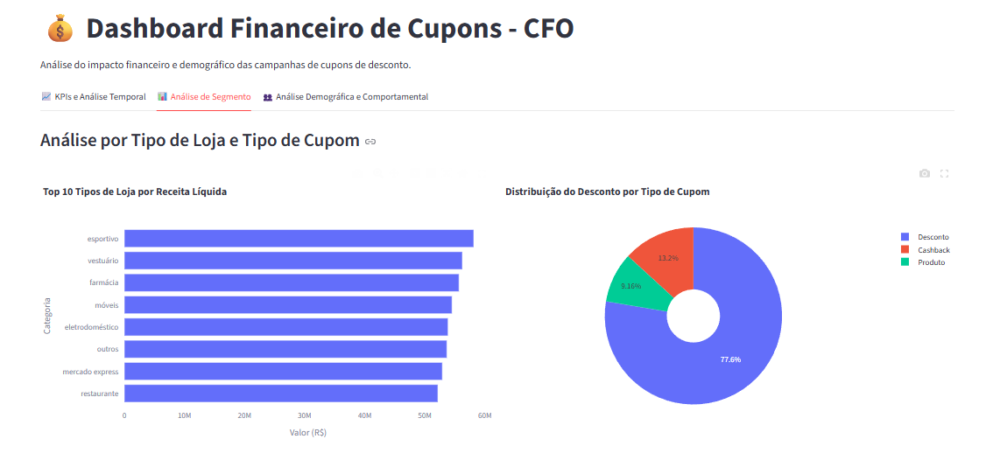 Dashboard Financeiro de Cupons - CFO
Análise do impacto financeiro e demográfico das campanhas de cupons de desconto.
KPIs e Análise Temporal
Análise de Segmento
Análise Demográfica e Comportamental
Análise por Tipo de Loja e Tipo de Cupom
Top 10 Tipos de Loja por Receita Líquida
Categoria
esportivo
vestuário
farmácia
móveis
eletrodoméstico
outros
mercado express
restaurante
0 10M 20M 30M 40M 50M 60M
Valor (R$)
Distribuição do Desconto por Tipo de Cupom
13.2%
9.16%
77.6%
Desconto
Cashback
Produto